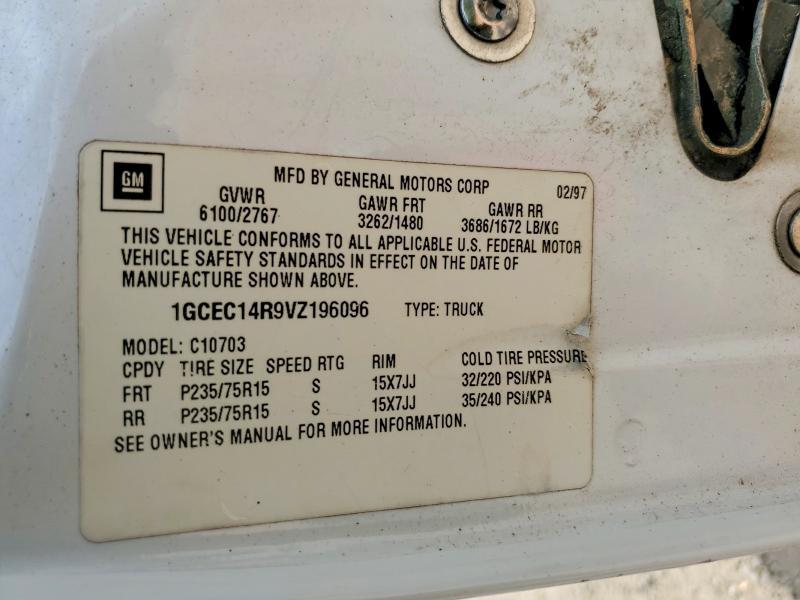 GM
MFD BY GENERAL MOTORS CORP 02/97
GVWR GAWR FRT GAWR RR
6100/2767 3262/1480 3686/1672 LB/KG
THIS VEHICLE CONFORMS TO ALL APPLICABLE U.S. FEDERAL MOTOR
VEHICLE SAFETY STANDARDS IN EFFECT ON THE DATE OF
MANUFACTURE SHOWN ABOVE.
1GCEC14R9VZ196096 TYPE: TRUCK
MODEL: C10703
CPDY TIRE SIZE SPEED RTG RIM COLD TIRE PRESSURE
FRT P235/75R15 S 15X7JJ 32/220 PSI/KPA
RR P235/75R15 S 15X7JJ 35/240 PSI/KPA
SEE OWNER'S MANUAL FOR MORE INFORMATION.